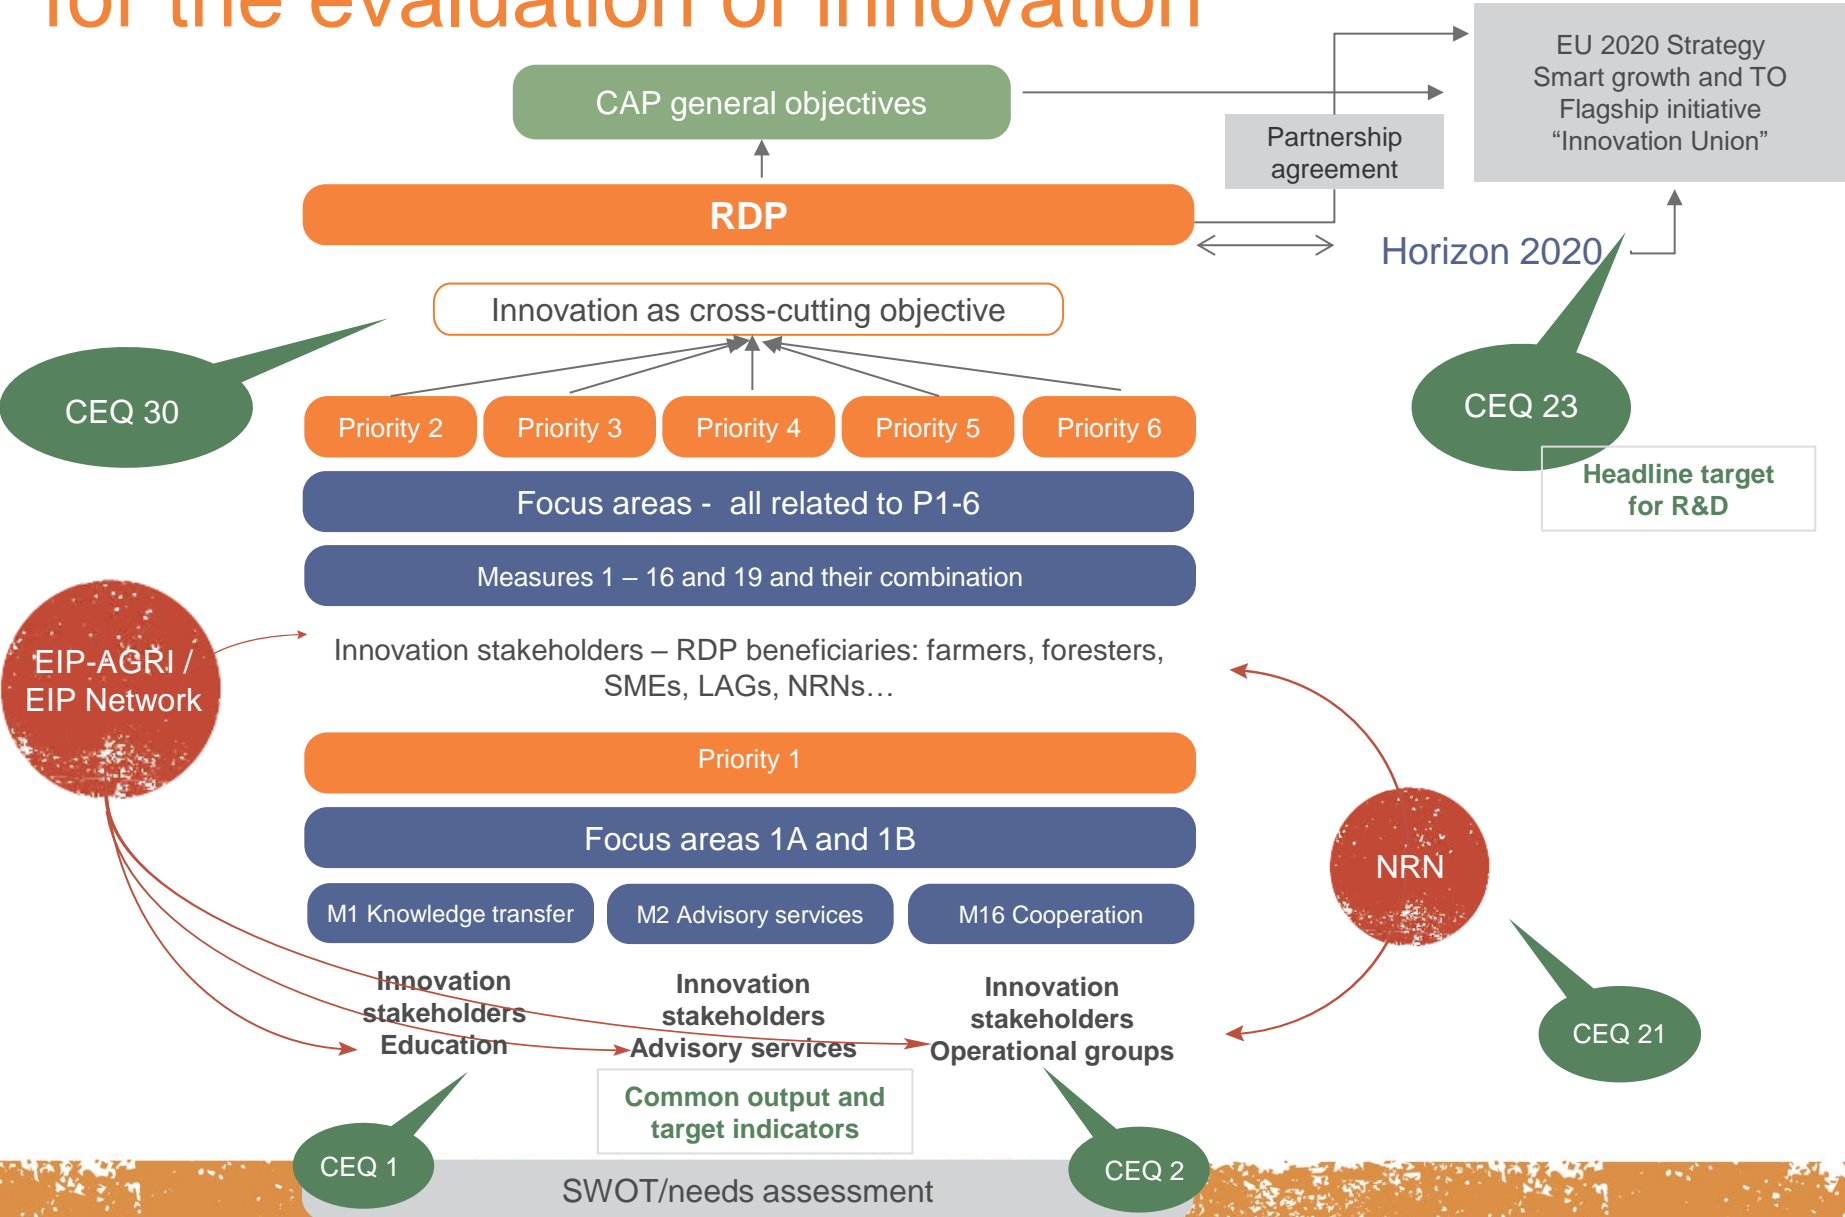 for the evaluation of innovation
EU 2020 Strategy
Smart growth and TO
Flagship initiative
“Innovation Union”
CAP general objectives
Partnership
agreement
RDP
Horizon 2020
Innovation as cross-cutting objective
CEQ 30
CEQ 23
Priority 2
Priority 3
Priority 4
Priority 5
Priority 6
Headline target
for R&D
Focus areas - all related to P1-6
Measures 1 – 16 and 19 and their combination
EIP-AGRI /
EIP Network
Innovation stakeholders – RDP beneficiaries: farmers, foresters,
SMEs, LAGs, NRNs…
Priority 1
Focus areas 1A and 1B
NRN
M1 Knowledge transfer
M2 Advisory services
M16 Cooperation
Innovation
stakeholders
Education
Innovation
stakeholders
Advisory services
Innovation
stakeholders
Operational groups
CEQ 21
Common output and
target indicators
CEQ 1
CEQ 2
SWOT/needs assessment